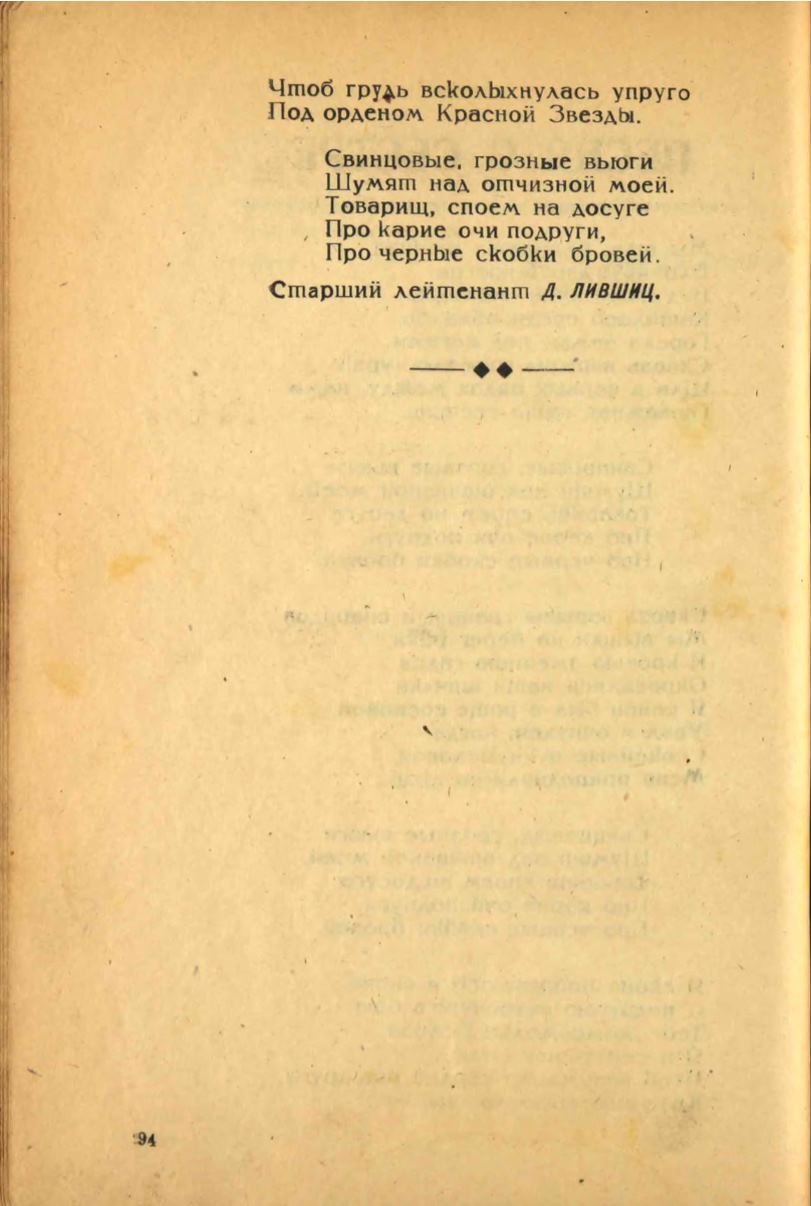 Чтоб грудь всколыхнулась упруго
Под орденом Красной Звезды.
Свинцовые, грозные вьюги
Шумят над отчизной моей.
Товарищ, споем на досуге
Про карие очи подруги,
Про черные скобки бровей.
Старший лейтенант Д. ЛИВШИЦ.
94